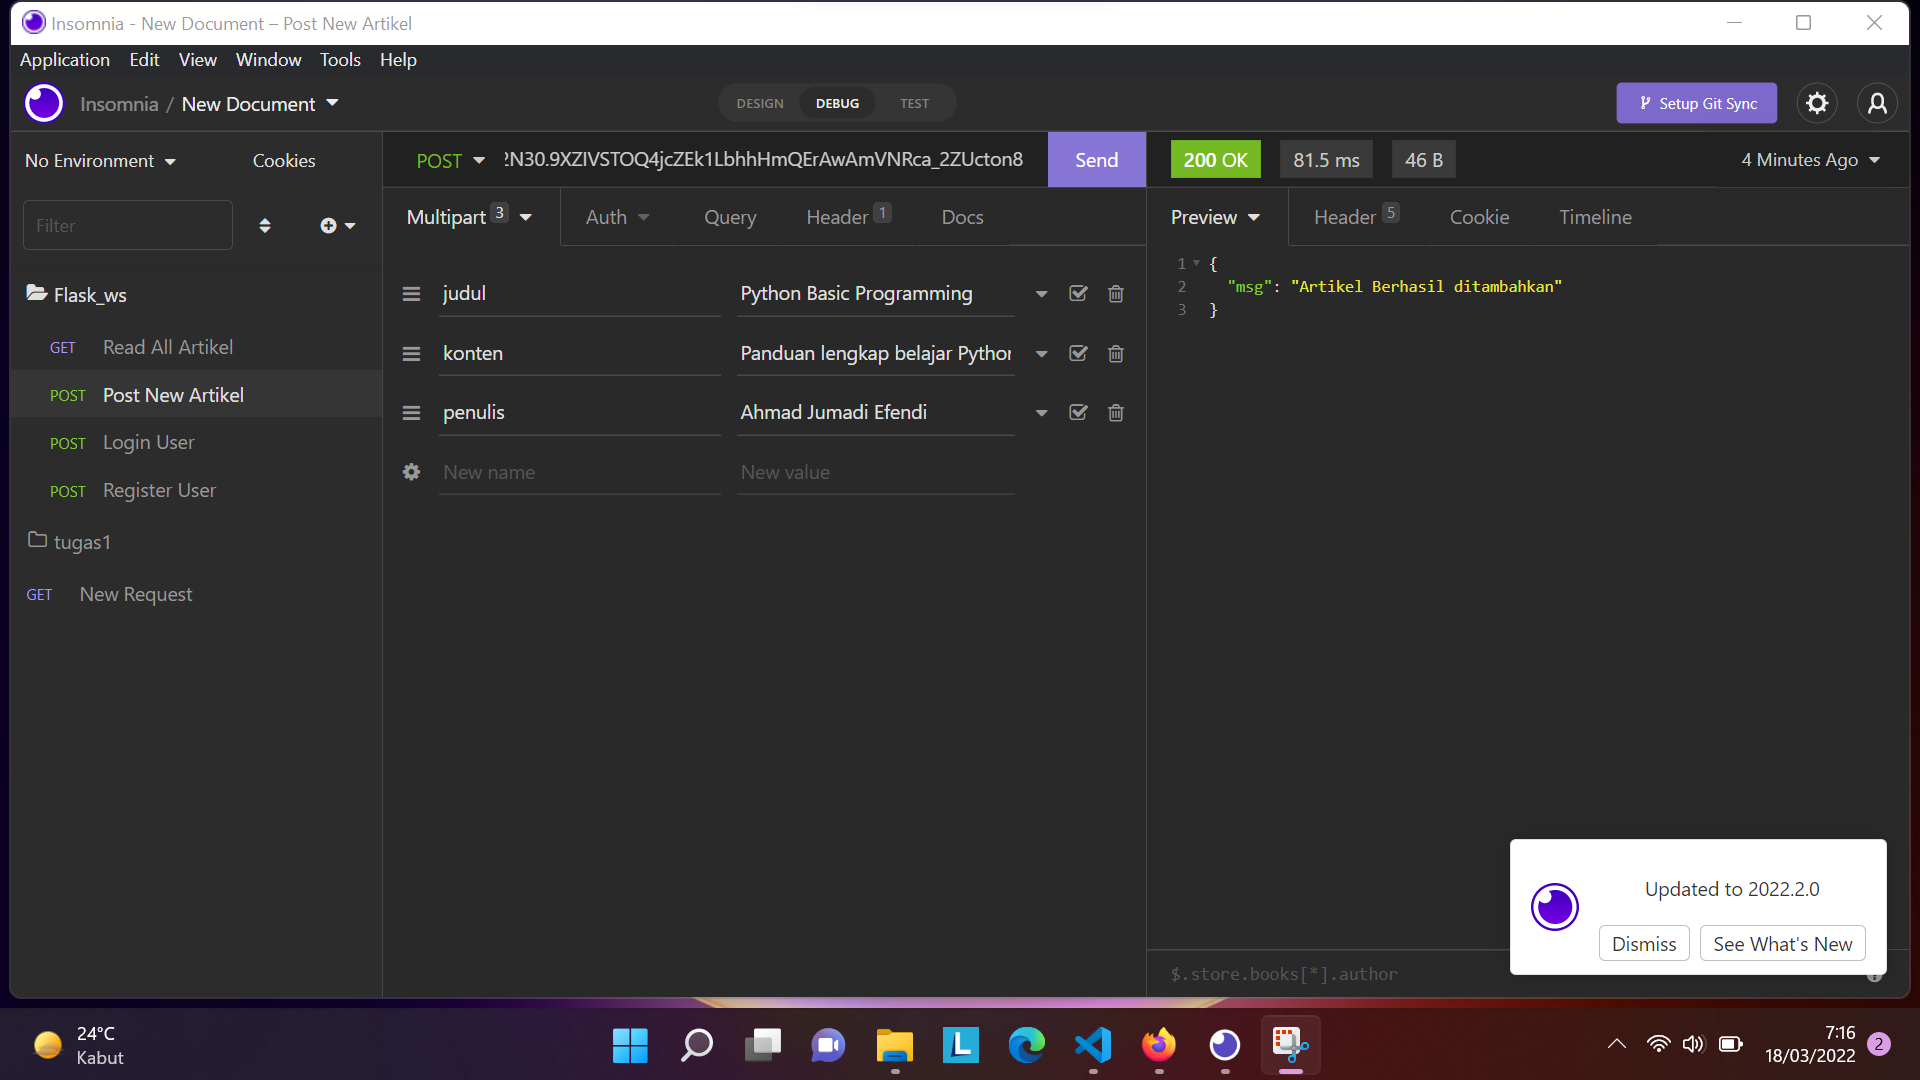 Insomnia - New Document – Post New Artikel
Application Edit View Window Tools Help
Insomnia / New Document
DESIGN DEBUG TEST
Setup Git Sync
No Environment
Cookies
POST
2N30.9XZIVSTOQ4jcZEk1LbhhHmQErAwAmVNRca_2ZUcton8
Send
200 OK
81.5 ms
46 B
4 Minutes Ago
Filter
Multipart 3
Auth
Query
Header 1
Docs
Preview
Header 5
Cookie
Timeline
Flask_ws
GET Read All Artikel
POST Post New Artikel
POST Login User
POST Register User
tugas1
GET New Request
judul Python Basic Programming
konten Panduan lengkap belajar Python
penulis Ahmad Jumadi Efendi
New name New value
1 {
2 "msg": "Artikel Berhasil ditambahkan"
3 }
Updated to 2022.2.0
Dismiss See What's New
$.store.books[*].author
24°C
Kabut
L
7:16
18/03/2022
2